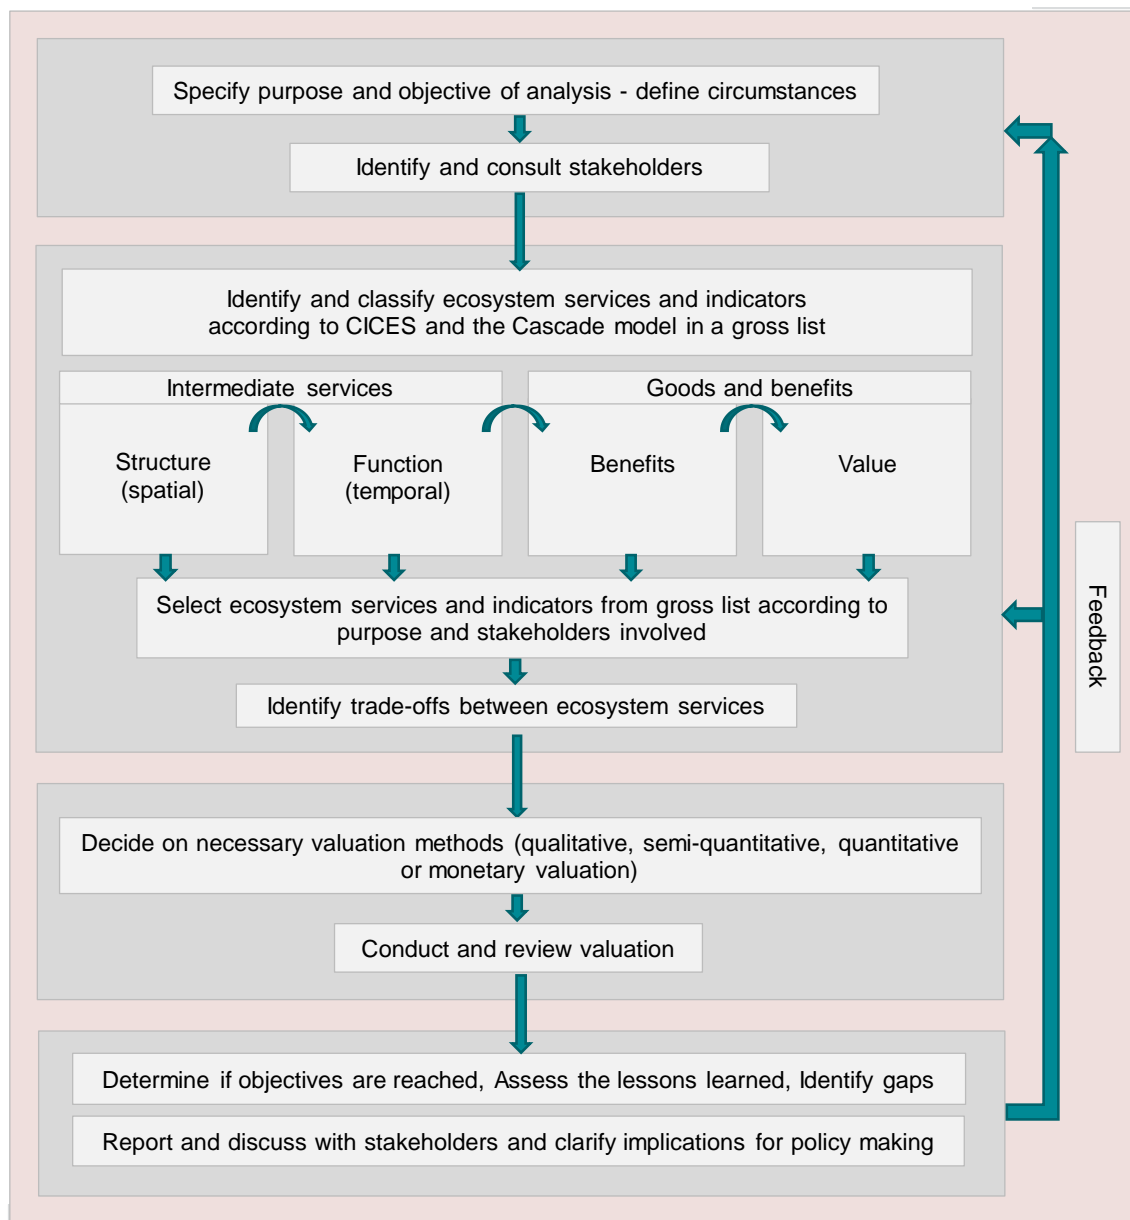 Specify purpose and objective of analysis - define circumstances
Identify and consult stakeholders
Identify and classify ecosystem services and indicators
according to CICES and the Cascade model in a gross list
Intermediate services
Goods and benefits
Structure
(spatial)
Function
(temporal)
Benefits
Value
Select ecosystem services and indicators from gross list according to
purpose and stakeholders involved
Identify trade-offs between ecosystem services
Decide on necessary valuation methods (qualitative, semi-quantitative, quantitative
or monetary valuation)
Conduct and review valuation
Determine if objectives are reached, Assess the lessons learned, Identify gaps
Report and discuss with stakeholders and clarify implications for policy making
Feedback